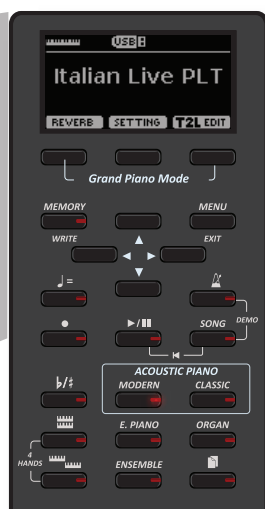 USB
Italian Live PLT
REVERB SETTING T2L EDIT
Grand Piano Mode
MEMORY MENU
WRITE EXIT
♩ =
SONG DEMO
ACOUSTIC PIANO
♭/♯ MODERN CLASSIC
E. PIANO ORGAN
4
HANDS
ENSEMBLE